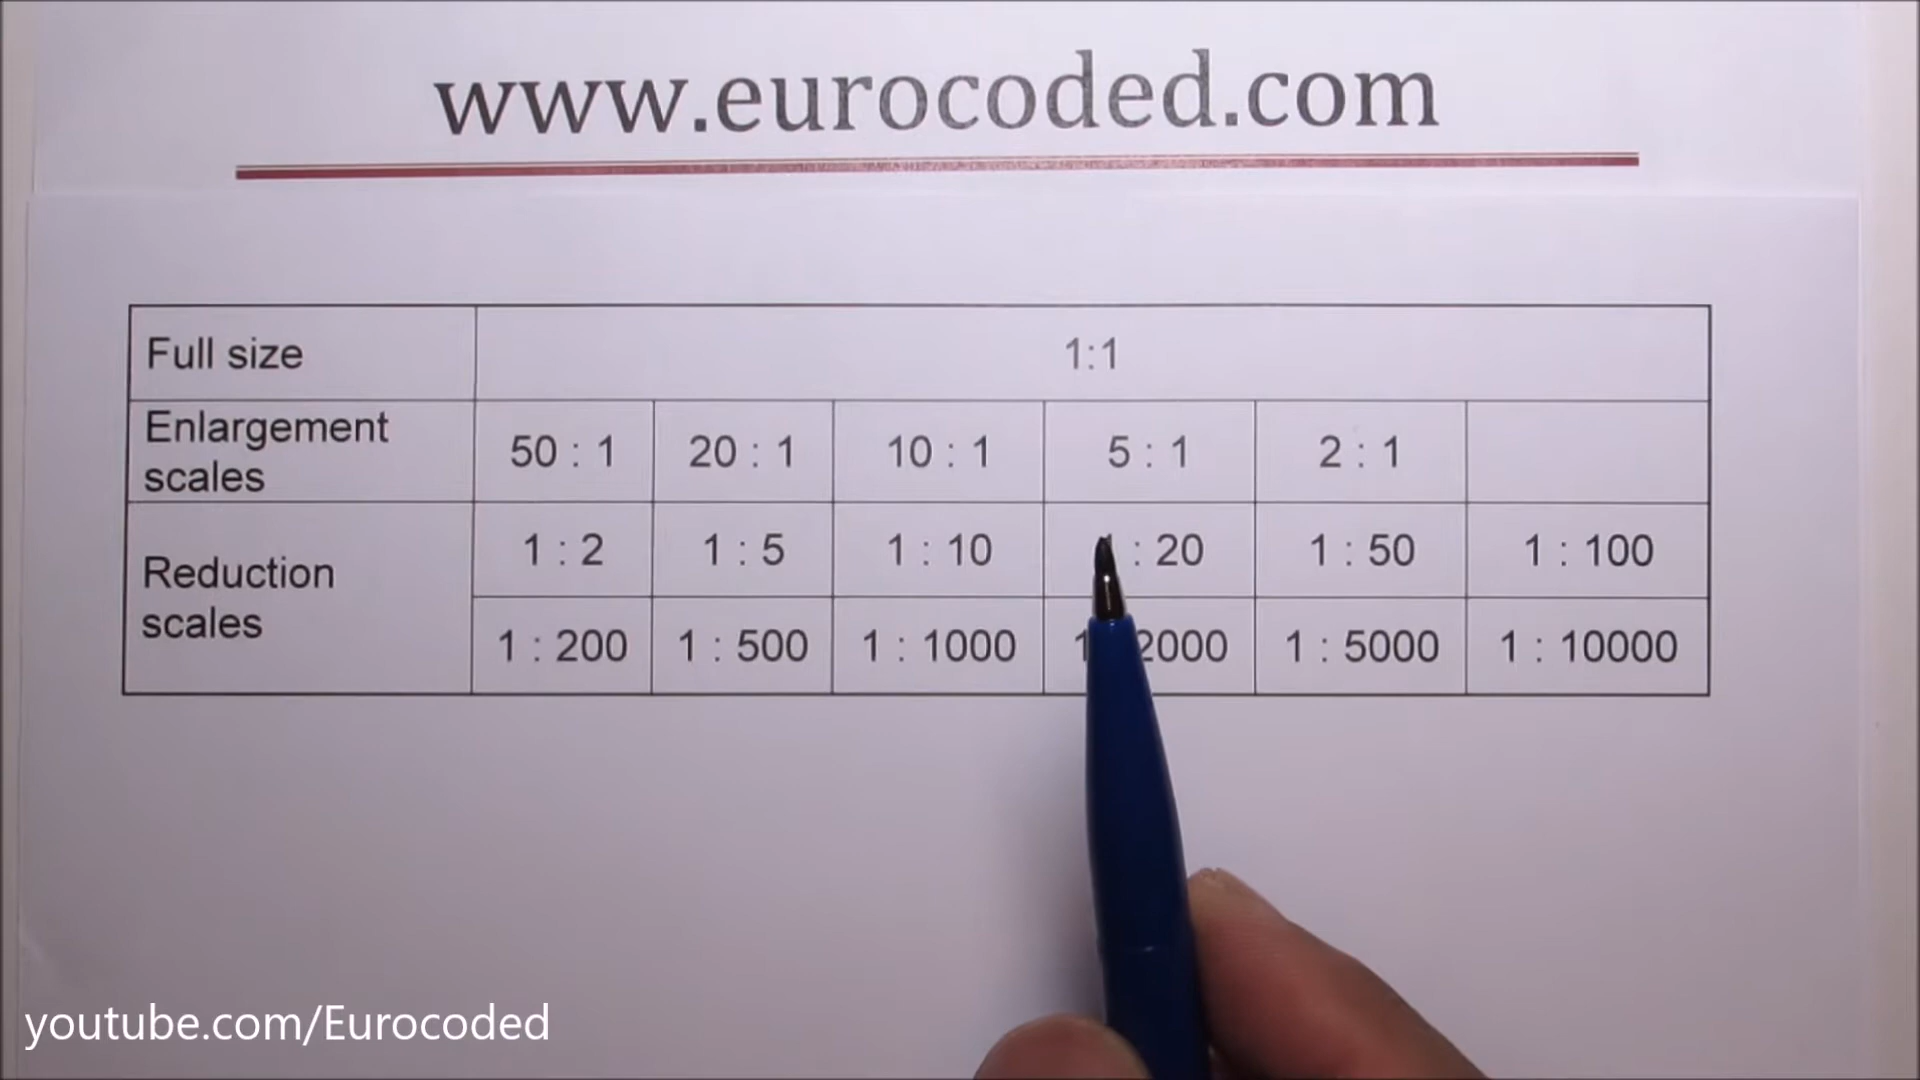 www.eurocoded.com
Full size 1:1
Enlargement
scales
50 : 1 20 : 1 10 : 1 5 : 1 2 : 1
Reduction
scales
1 : 2 1 : 5 1 : 10 : 20 1 : 50 1 : 100
1 : 200 1 : 500 1 : 1000 1 2000 1 : 5000 1 : 10000
youtube.com/Eurocoded